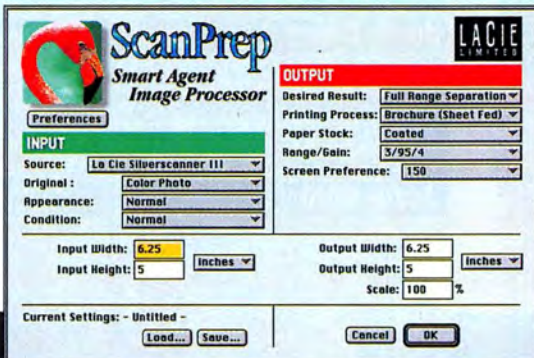 ScanPrep
Smart Agent
Image Processor
LACIE
LIMITED
Preferences
INPUT
Source: La Cie Silverscanner III
Original : Color Photo
Appearance: Normal
Condition: Normal
OUTPUT
Desired Result: Full Range Separation
Printing Process: Brochure (Sheet Fed)
Paper Stock: Coated
Range/Gain: 3/95/4
Screen Preference: 150
Input Width: 6.25
Input Height: 5
Inches
Output Width: 6.25
Output Height: 5
Inches
Scale: 100 %
Current Settings: - Untitled -
Load... Save...
Cancel OK